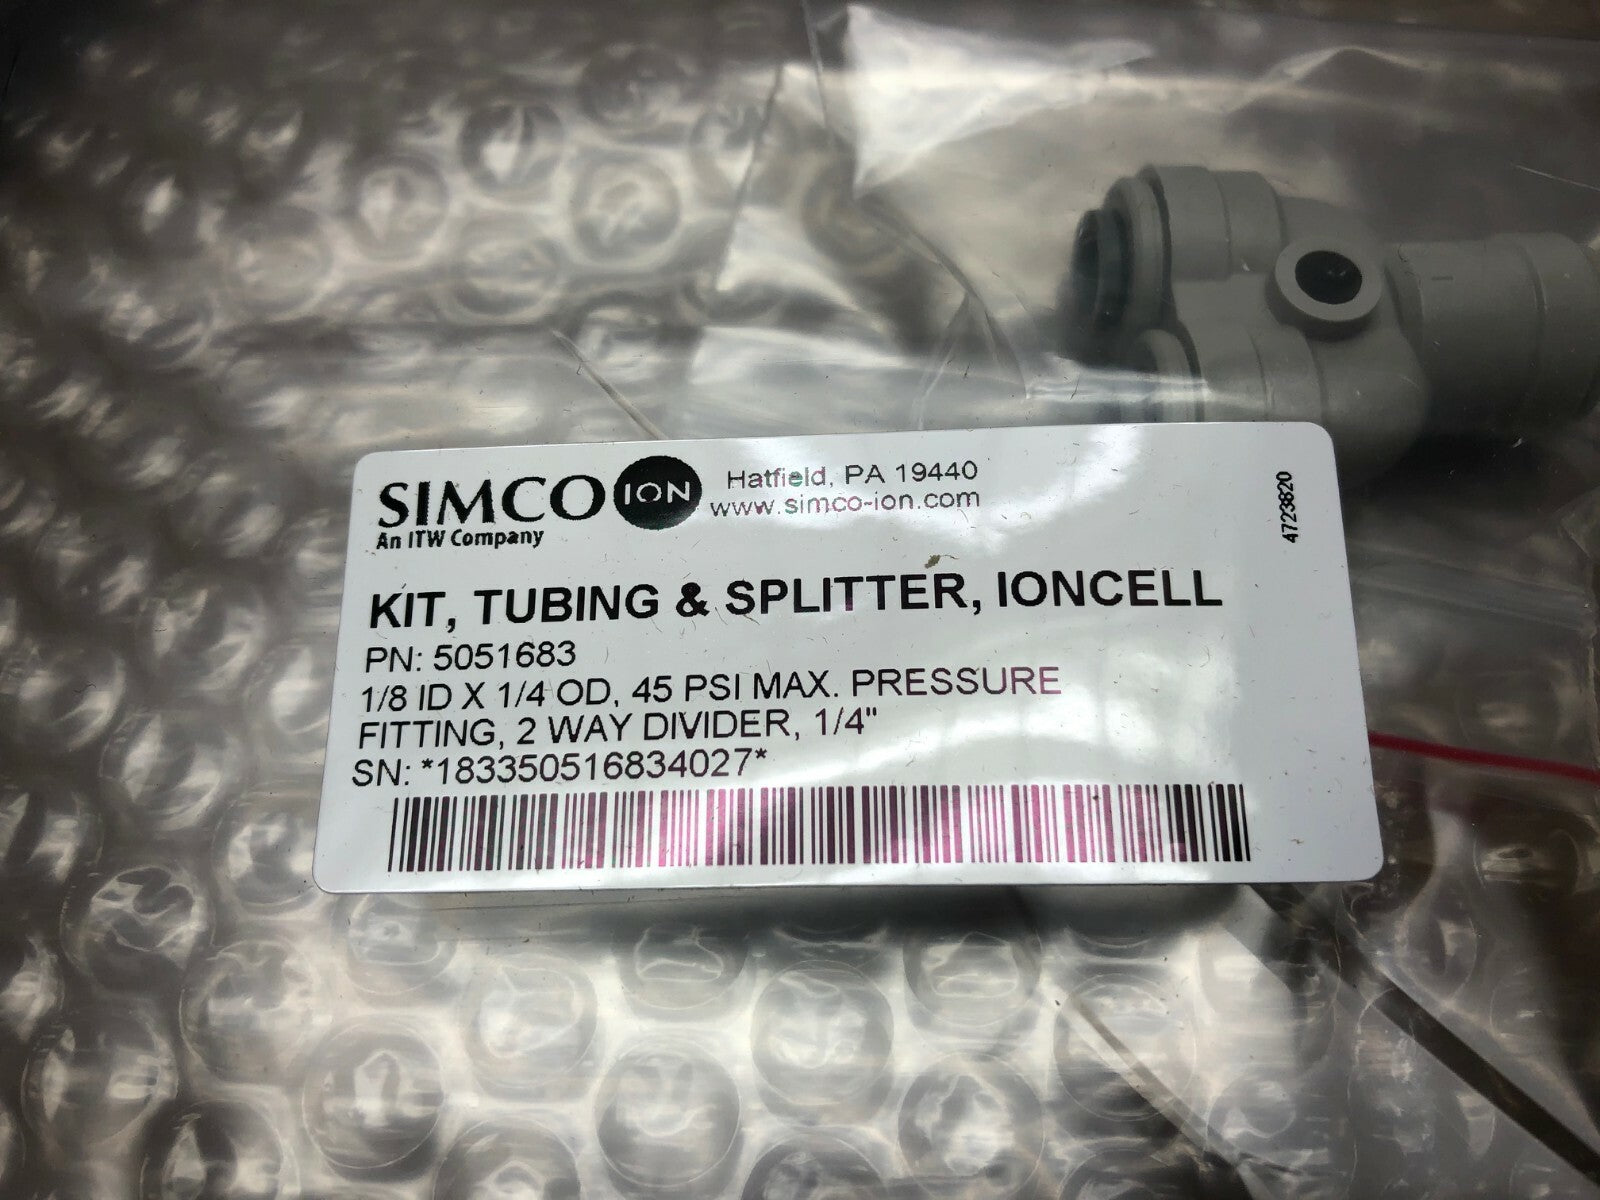 SIMCO ION
An ITW Company
Hatfield, PA 19440
www.simco-ion.com
4723820
KIT, TUBING & SPLITTER, IONCELL
PN: 5051683
1/8 ID X 1/4 OD, 45 PSI MAX. PRESSURE
FITTING, 2 WAY DIVIDER, 1/4"
SN: *183350516834027*